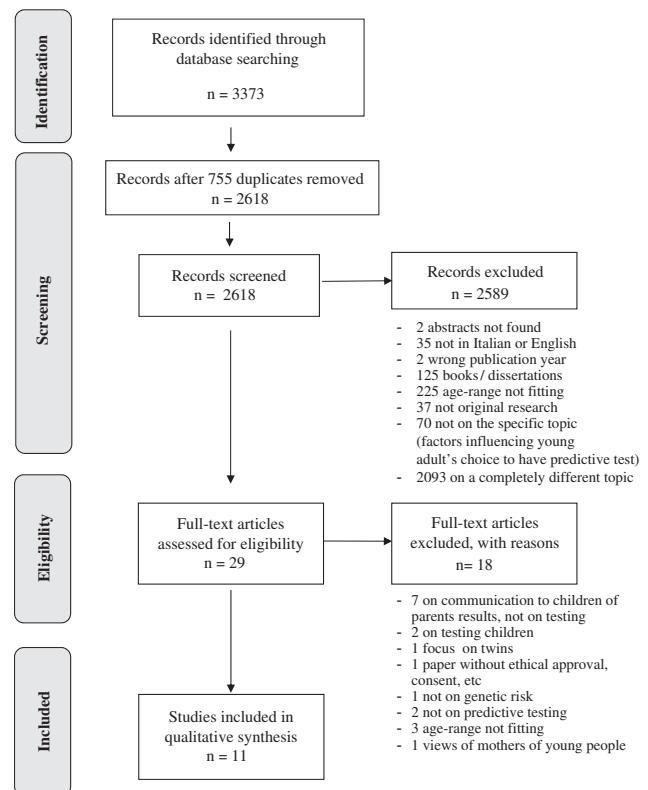 Identification
Records identified through
database searching
n = 3373
Screening
Records after 755 duplicates removed
n = 2618
Records screened
n = 2618
Records excluded
n = 2589
- 2 abstracts not found
- 35 not in Italian or English
- 2 wrong publication year
- 125 books / dissertations
- 225 age-range not fitting
- 37 not original research
- 70 not on the specific topic
(factors influencing young
adult's choice to have predictive test)
- 2093 on a completely different topic
Eligibility
Full-text articles
assessed for eligibility
n = 29
Full-text articles
excluded, with reasons
n= 18
- 7 on communication to children of
parents results, not on testing
- 2 on testing children
- 1 focus on twins
- 1 paper without ethical approval,
consent, etc
- 1 not on genetic risk
- 2 not on predictive testing
- 3 age-range not fitting
- 1 views of mothers of young people
Included
Studies included in
qualitative synthesis
n = 11